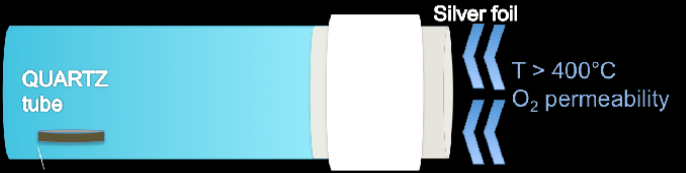 Silver foil
QUARTZ
tube
T > 400°C
O₂ permeability